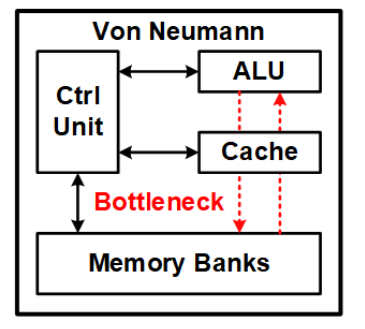 Von Neumann
Ctrl
Unit
ALU
Cache
Bottleneck
Memory Banks